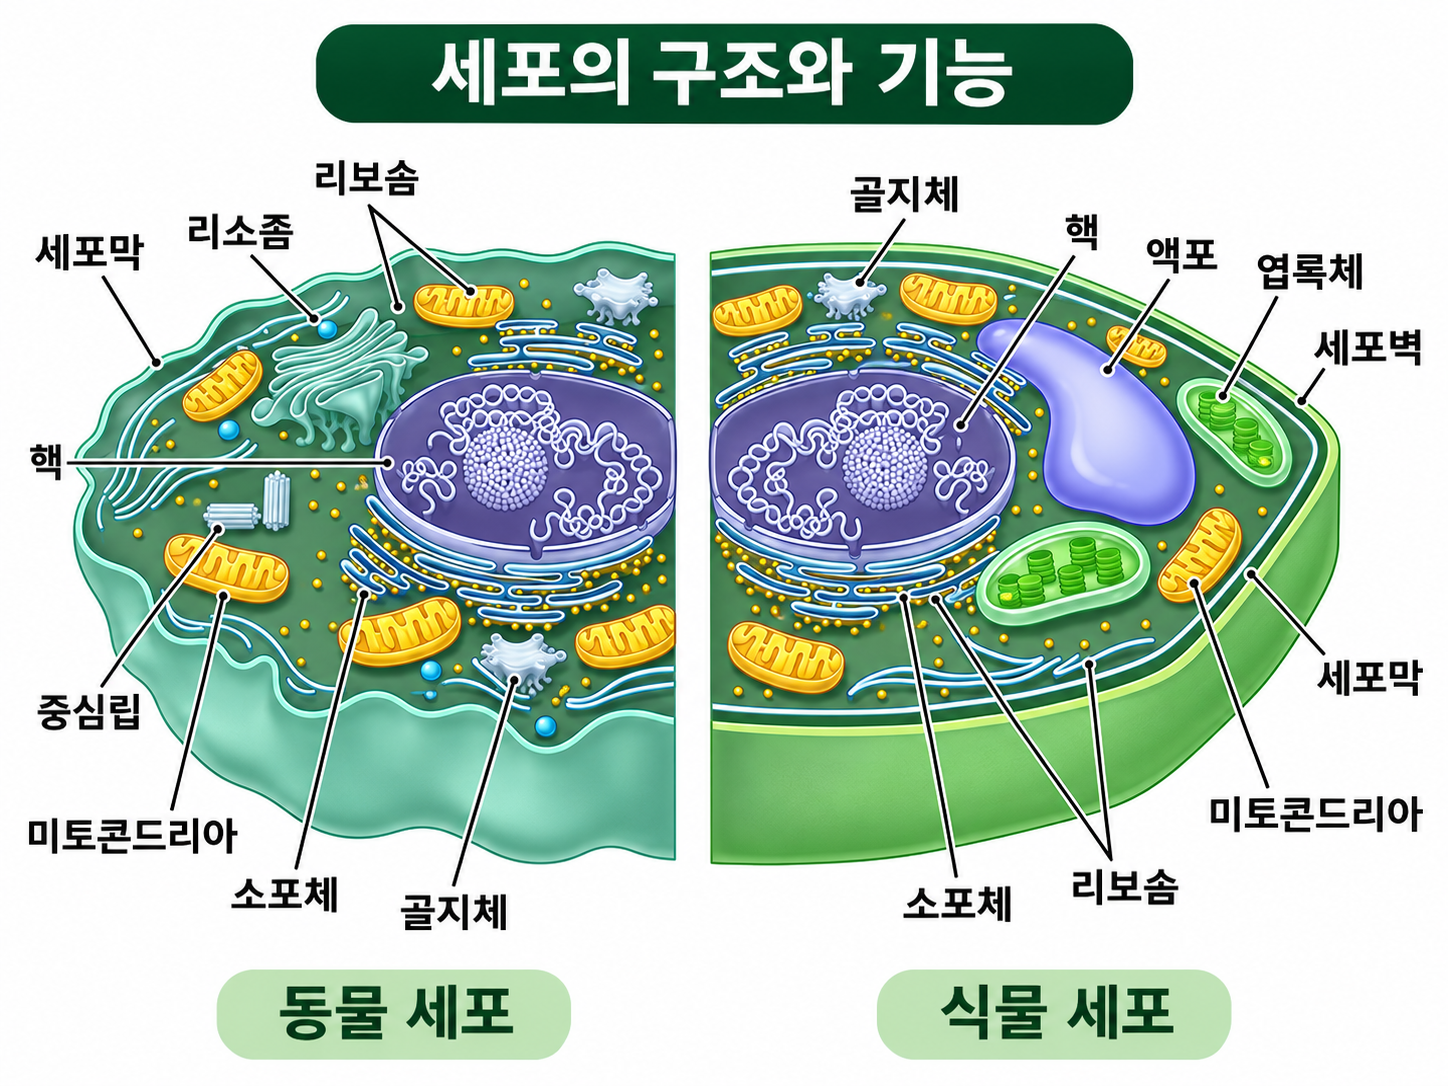 세포의 구조와 기능
리보솜
리소좀
세포막
핵
중심립
미토콘드리아
소포체
골지체
골지체
핵
액포
엽록체
세포벽
세포막
미토콘드리아
리보솜
소포체
동물 세포
식물 세포